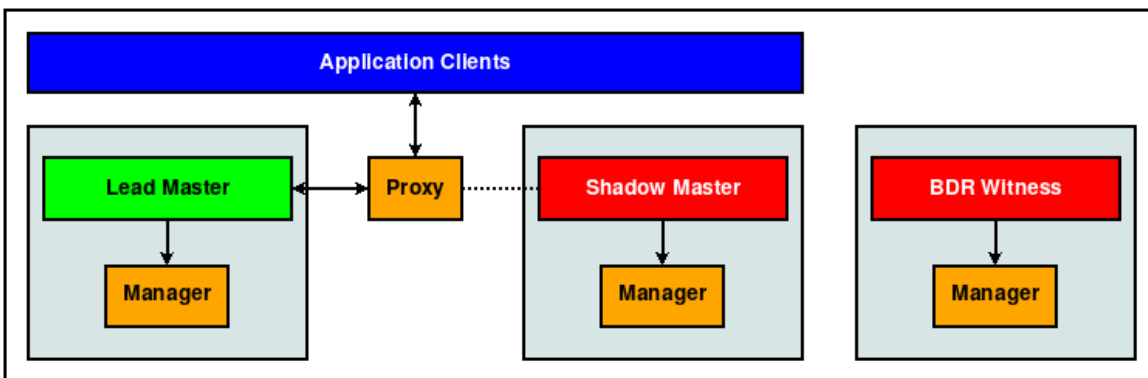 Application Clients
Lead Master
Proxy
Shadow Master
BDR Witness
Manager
Manager
Manager